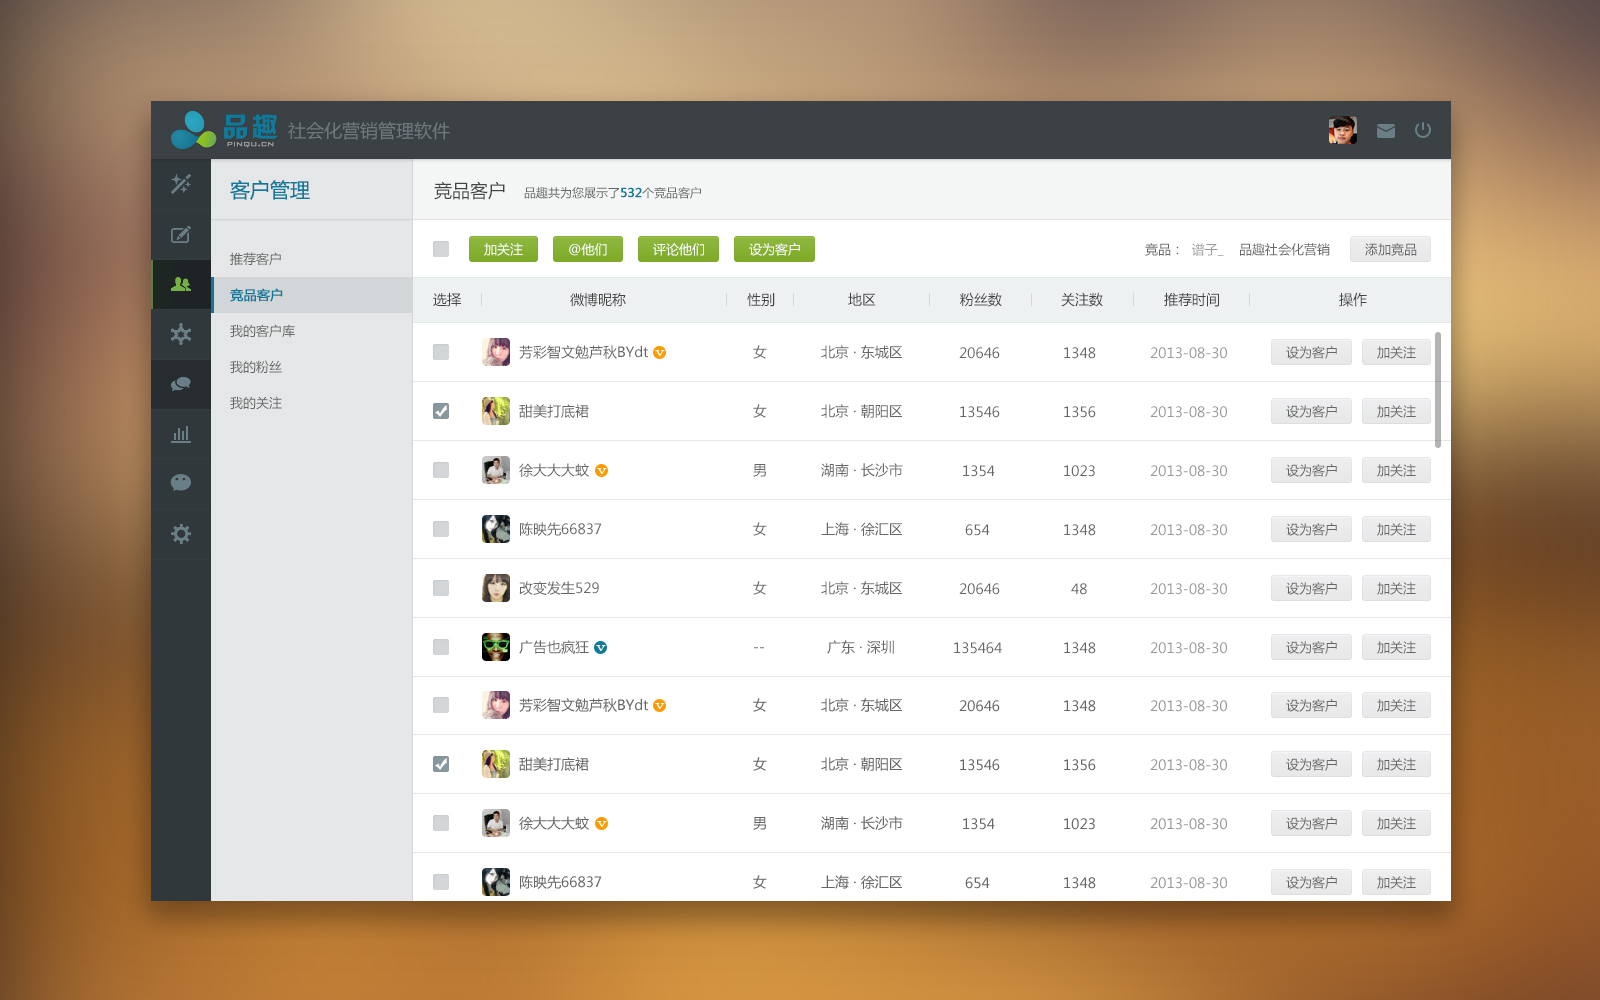 品趣 PINQU.CN 社会化营销管理软件
客户管理
推荐客户
竞品客户
我的客户库
我的粉丝
我的关注
竞品客户 品趣共为您展示了532个竞品客户
加关注 @他们 评论他们 设为客户 竞品： 谱子_ 品趣社会化营销 添加竞品
选择 微博昵称 性别 地区 粉丝数 关注数 推荐时间 操作
芳彩智文勉芦秋BYdt 女 北京 · 东城区 20646 1348 2013-08-30 设为客户 加关注
甜美打底裙 女 北京 · 朝阳区 13546 1356 2013-08-30 设为客户 加关注
徐大大大蚊 男 湖南 · 长沙市 1354 1023 2013-08-30 设为客户 加关注
陈映先66837 女 上海 · 徐汇区 654 1348 2013-08-30 设为客户 加关注
改变发生529 女 北京 · 东城区 20646 48 2013-08-30 设为客户 加关注
广告也疯狂 -- 广东 · 深圳 135464 1348 2013-08-30 设为客户 加关注
芳彩智文勉芦秋BYdt 女 北京 · 东城区 20646 1348 2013-08-30 设为客户 加关注
甜美打底裙 女 北京 · 朝阳区 13546 1356 2013-08-30 设为客户 加关注
徐大大大蚊 男 湖南 · 长沙市 1354 1023 2013-08-30 设为客户 加关注
陈映先66837 女 上海 · 徐汇区 654 1348 2013-08-30 设为客户 加关注